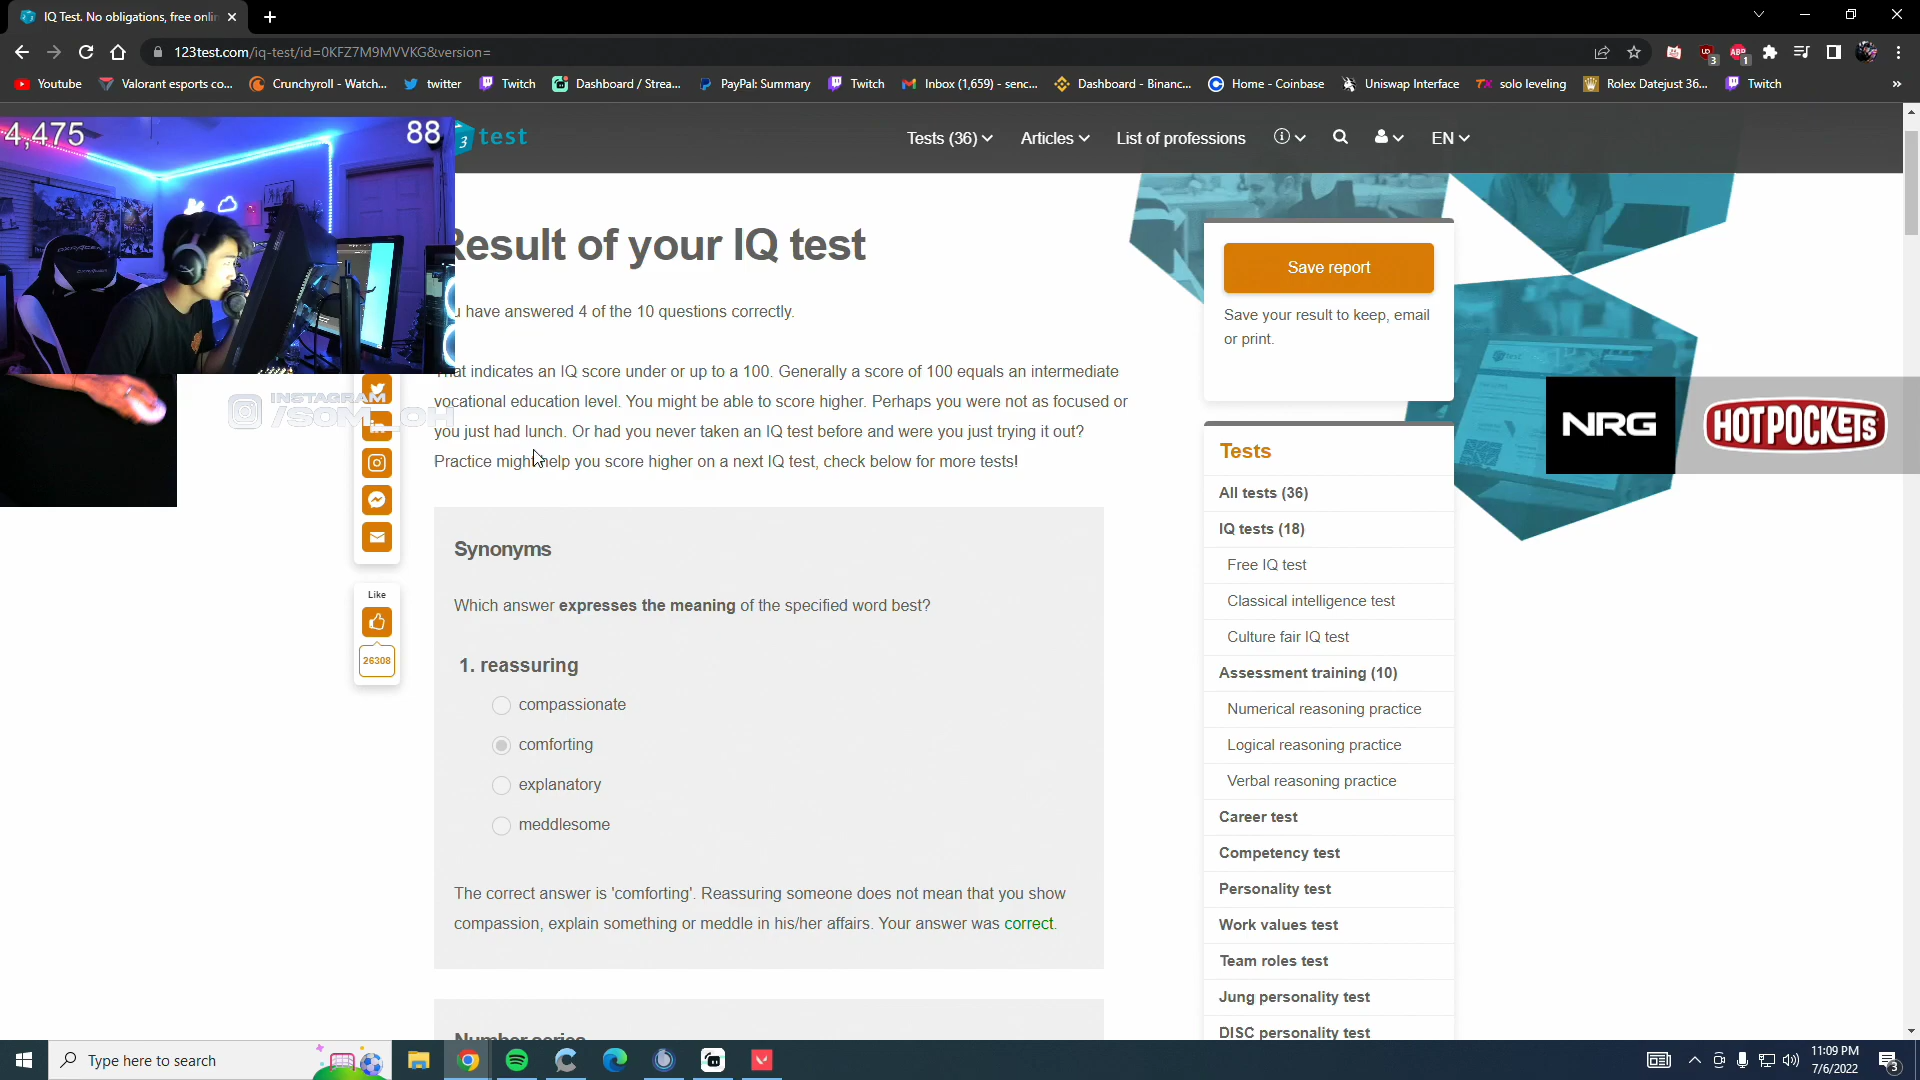 IQ Test. No obligations, free onlin
123test.com/iq-test/id=0KFZ7M9MVVKG&version=
3
1
Youtube
Valorant esports co...
Crunchyroll - Watch...
twitter
Twitch
Dashboard / Strea...
PayPal: Summary
Twitch
Inbox (1,659) - senc...
Dashboard - Binanc...
Home - Coinbase
Uniswap Interface
solo leveling
Rolex Datejust 36...
Twitch
»
4,475
88
3 test
Tests (36)
Articles
List of professions
EN
Result of your IQ test
u have answered 4 of the 10 questions correctly.
That indicates an IQ score under or up to a 100. Generally a score of 100 equals an intermediate
vocational education level. You might be able to score higher. Perhaps you were not as focused or
you just had lunch. Or had you never taken an IQ test before and were you just trying it out?
Practice might help you score higher on a next IQ test, check below for more tests!
INSTAGRAM
/SOM_OH
Like
26308
Synonyms
Which answer expresses the meaning of the specified word best?
1. reassuring
compassionate
comforting
explanatory
meddlesome
The correct answer is 'comforting'. Reassuring someone does not mean that you show
compassion, explain something or meddle in his/her affairs. Your answer was correct.
Number series
Save report
Save your result to keep, email
or print.
Tests
All tests (36)
IQ tests (18)
Free IQ test
Classical intelligence test
Culture fair IQ test
Assessment training (10)
Numerical reasoning practice
Logical reasoning practice
Verbal reasoning practice
Career test
Competency test
Personality test
Work values test
Team roles test
Jung personality test
DISC personality test
NRG
HOT POCKETS
Type here to search
11:09 PM
7/6/2022
3